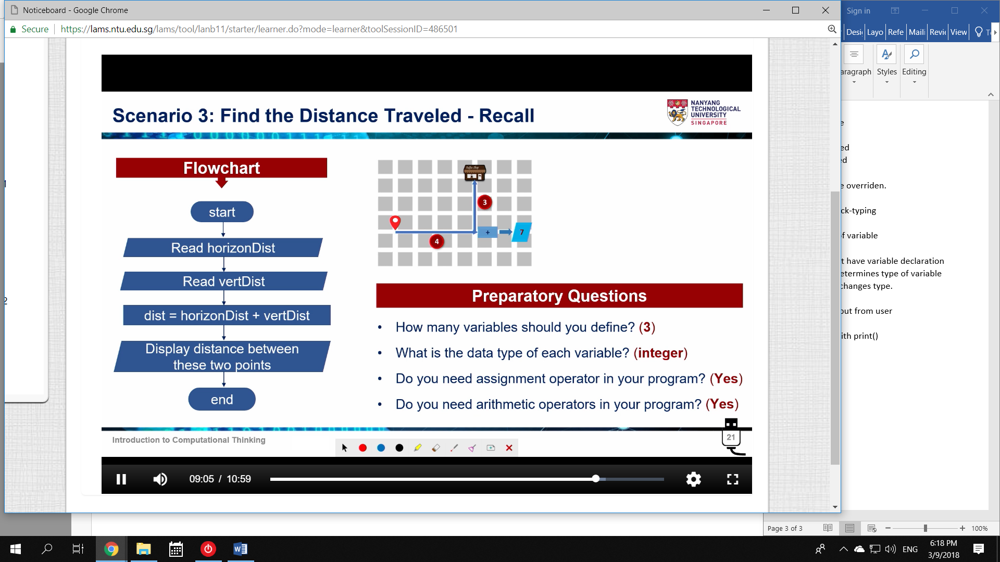 Noticeboard - Google Chrome
Sign in
Secure
https://lams.ntu.edu.sg/lams/tool/lanb11/starter/learner.do?mode=learner&toolSessionID=486501
Layo
Refe
View
aragraph
Styles
Editing
Scenario 3: Find the Distance Traveled - Recall
NANYANG
TECHNOLOGICAL
UNIVERSITY
SINGAPORE
Flowchart
start
Read horizonDist
Read vertDist
dist = horizonDist + vertDist
Display distance between
these two points
end
Coffee Shop
3
4
+
7
Preparatory Questions
• How many variables should you define? (3)
• What is the data type of each variable? (integer)
• Do you need assignment operator in your program? (Yes)
• Do you need arithmetic operators in your program? (Yes)
Introduction to Computational Thinking
21
09:05 / 10:59
e
ed
ed
e overriden.
ck-typing
f variable
t have variable declaration
etermines type of variable
changes type.
out from user
ith print()
2
Page 3 of 3
100%
ENG
6:18 PM
3/9/2018